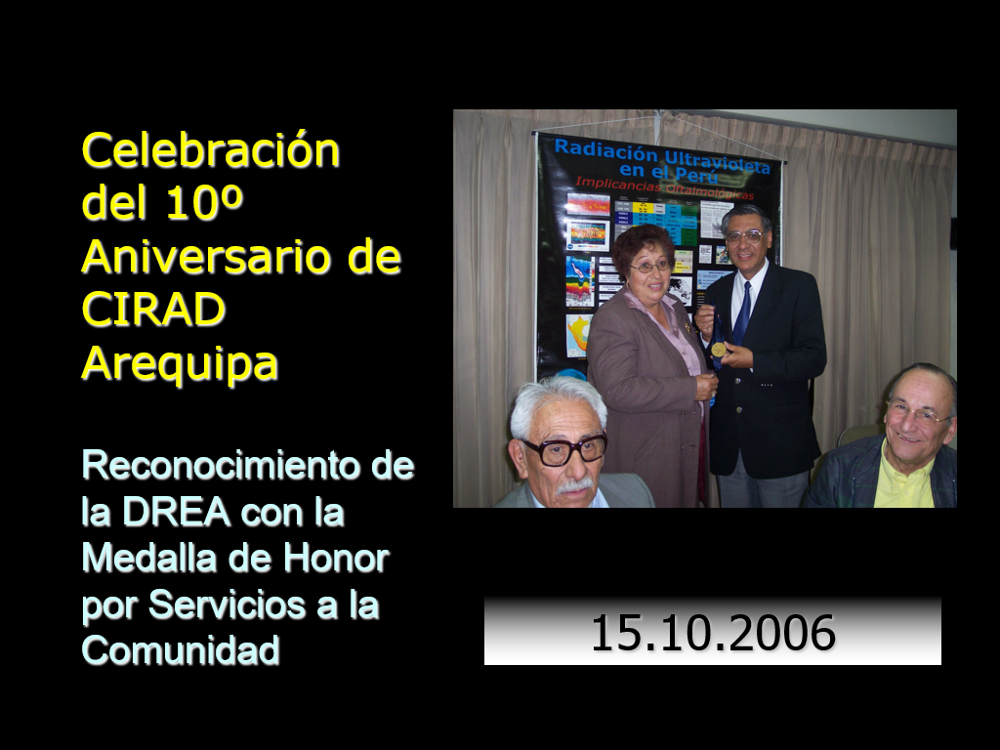 Celebración
del 10º
Aniversario de
CIRAD
Arequipa
Reconocimiento de
la DREA con la
Medalla de Honor
por Servicios a la
Comunidad
Radiación Ultravioleta
en el Perú
Implicancias Oftalmológicas
15.10.2006